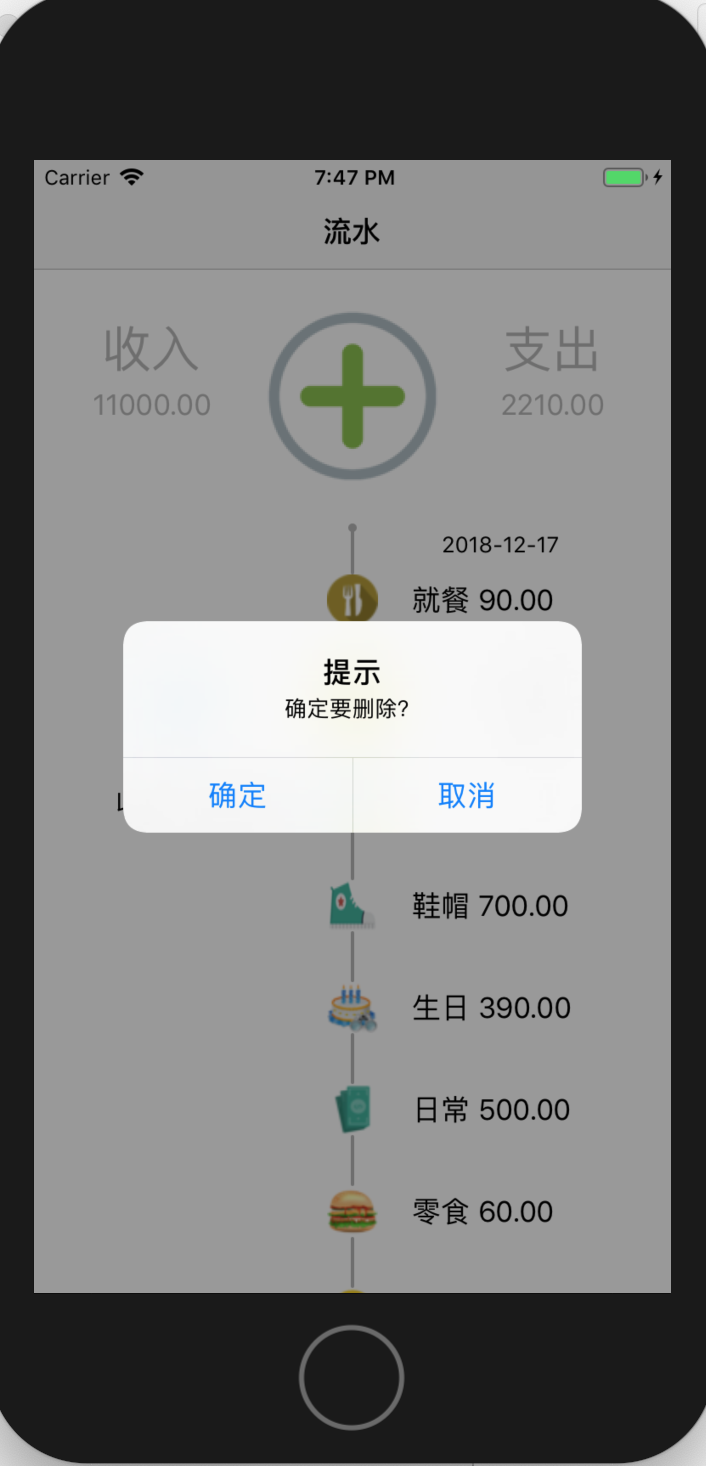 Carrier 7:47 PM
流水
收入 支出
11000.00 2210.00
2018-12-17
就餐 90.00
提示
确定要删除?
确定 取消
鞋帽 700.00
生日 390.00
日常 500.00
零食 60.00